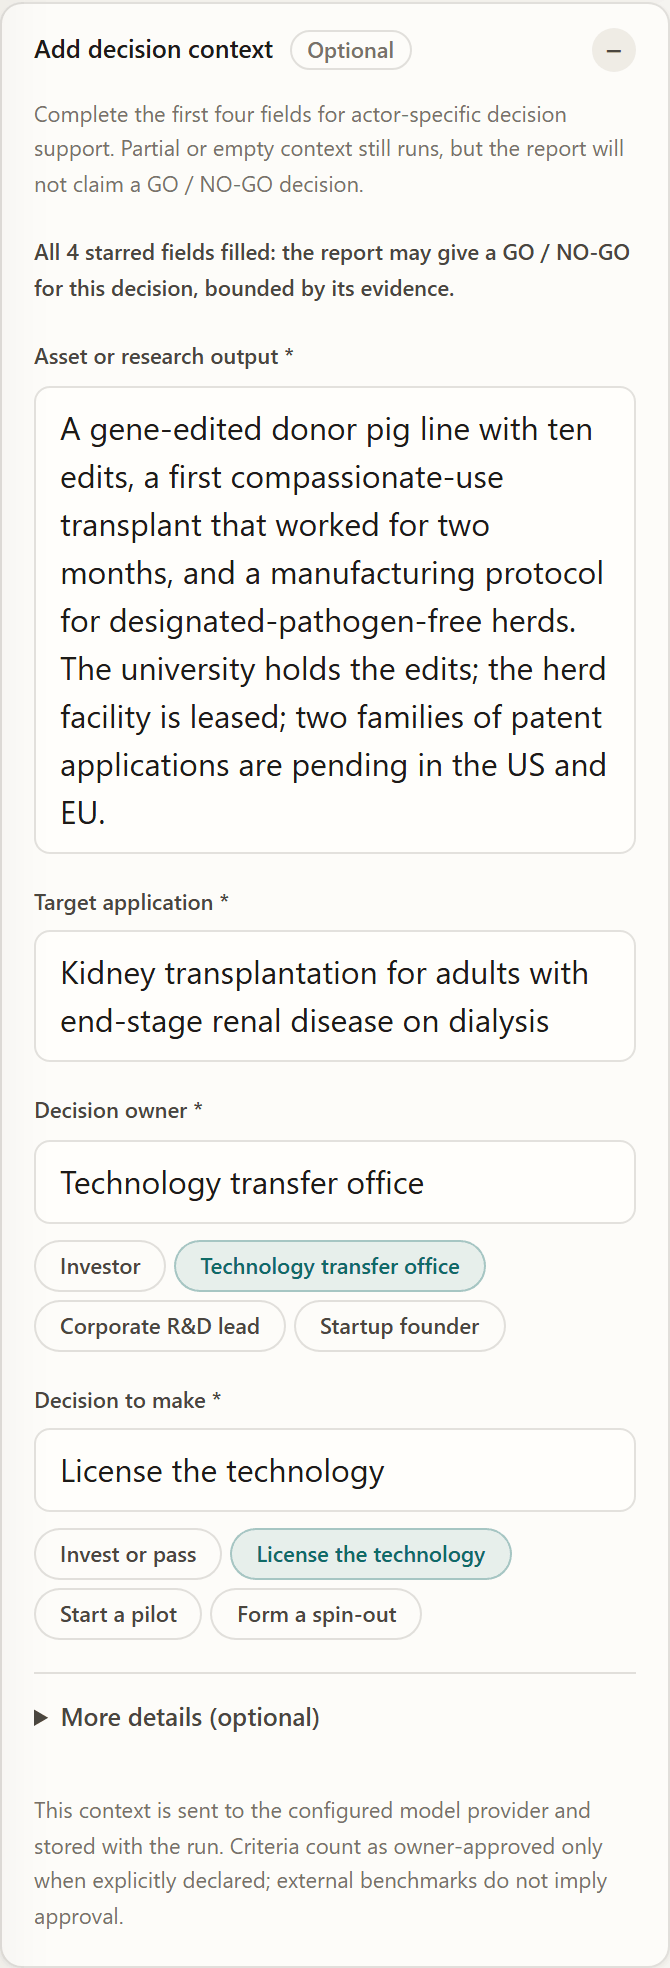 Add decision context
Optional
−
Complete the first four fields for actor-specific decision
support. Partial or empty context still runs, but the report will
not claim a GO / NO-GO decision.
All 4 starred fields filled: the report may give a GO / NO-GO
for this decision, bounded by its evidence.
Asset or research output *
A gene-edited donor pig line with ten
edits, a first compassionate-use
transplant that worked for two
months, and a manufacturing protocol
for designated-pathogen-free herds.
The university holds the edits; the herd
facility is leased; two families of patent
applications are pending in the US and
EU.
Target application *
Kidney transplantation for adults with
end-stage renal disease on dialysis
Decision owner *
Technology transfer office
Investor
Technology transfer office
Corporate R&D lead
Startup founder
Decision to make *
License the technology
Invest or pass
License the technology
Start a pilot
Form a spin-out
More details (optional)
This context is sent to the configured model provider and
stored with the run. Criteria count as owner-approved only
when explicitly declared; external benchmarks do not imply
approval.